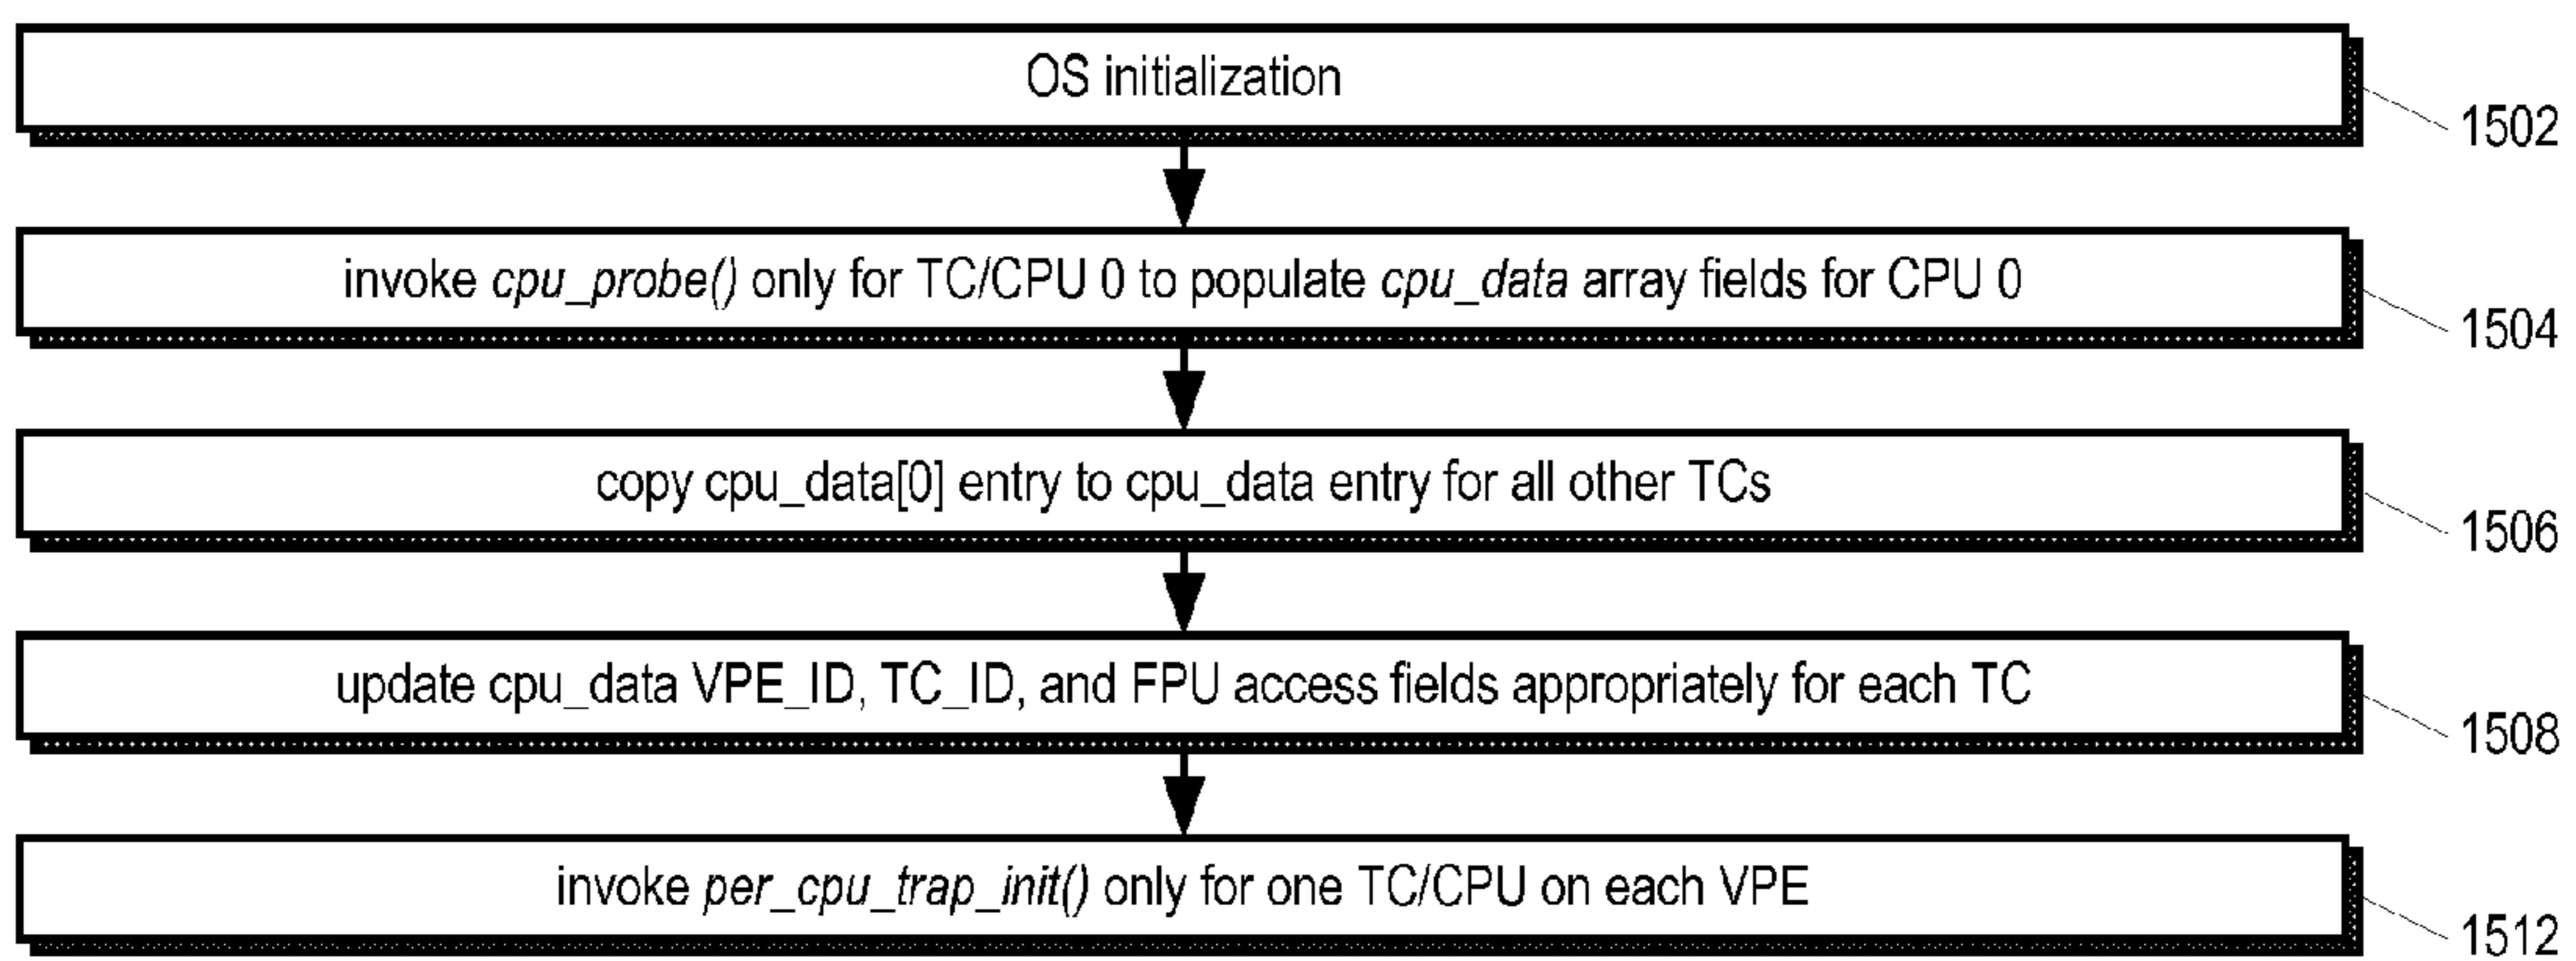 OS initialization
1502
invoke cpu_probe() only for TC/CPU 0 to populate cpu_data array fields for CPU 0
1504
copy cpu_data[0] entry to cpu_data entry for all other TCs
1506
update cpu_data VPE_ID, TC_ID, and FPU access fields appropriately for each TC
1508
invoke per_cpu_trap_init() only for one TC/CPU on each VPE
1512